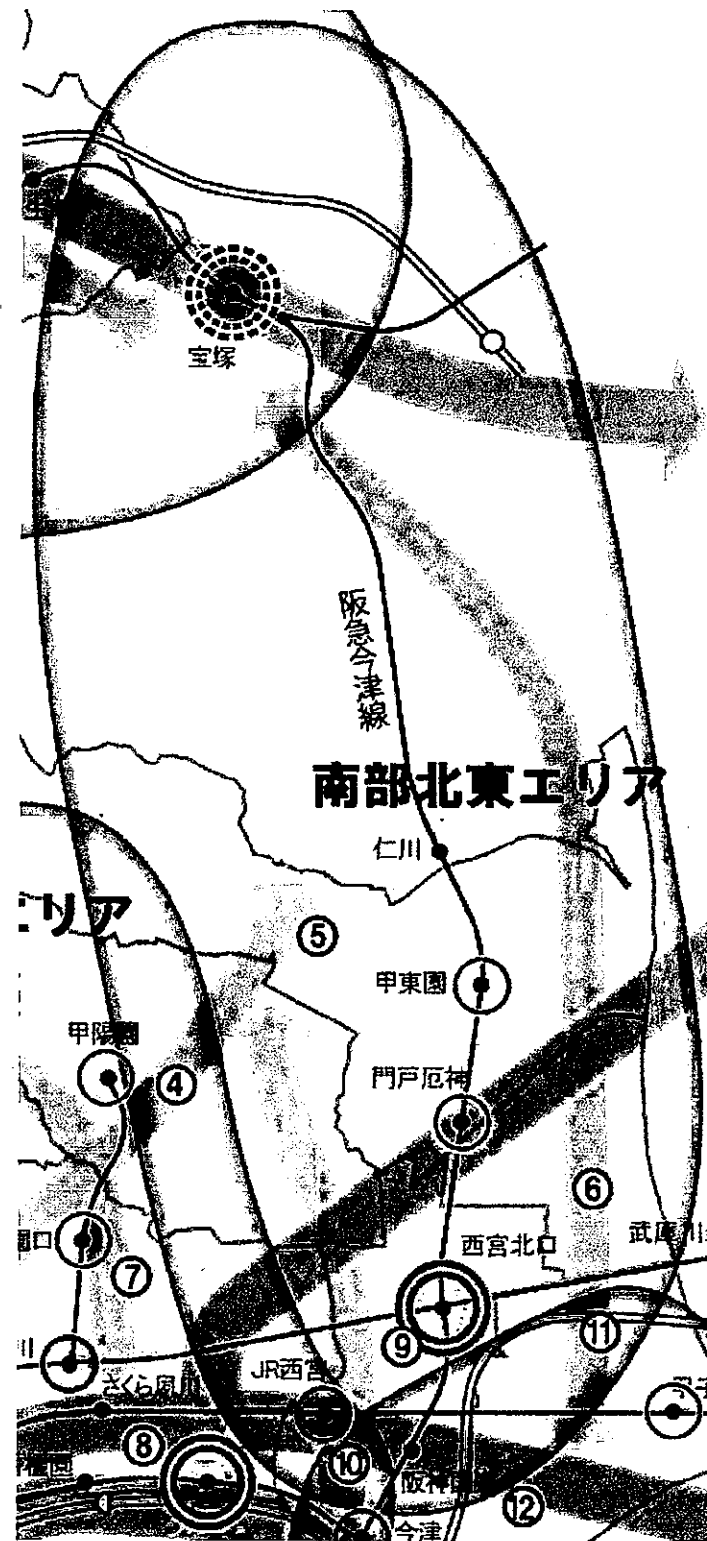 宝塚
阪急今津線
南部北東エリア
仁川
エリア
⑤
甲東園
甲陽園
④
門戸厄神
⑥
西宮北口
⑦
⑨
⑪
さくら夙川
JR西宮
⑧
⑩
⑫
今津